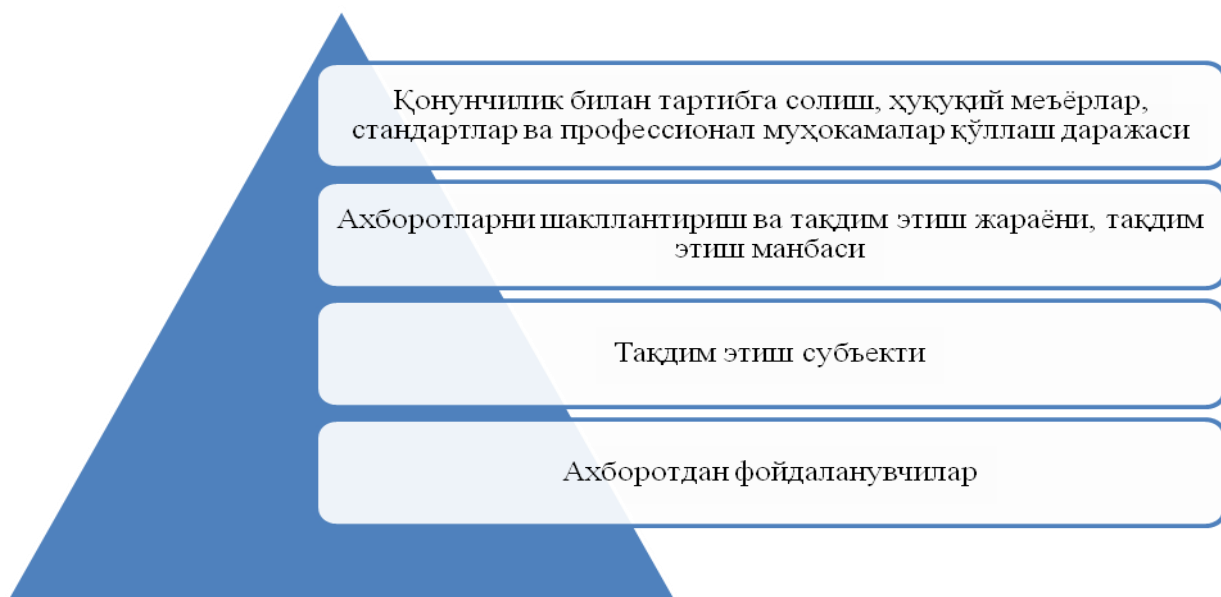 Қонунчилик билан тартибга солиш, ҳуқуқий меъёрлар,
стандартлар ва профессионал муҳокамалар қўллаш даражаси
Ахборотларни шакллантириш ва тақдим этиш жараёни, тақдим
этиш манбаси
Тақдим этиш субъекти
Ахборотдан фойдаланувчилар